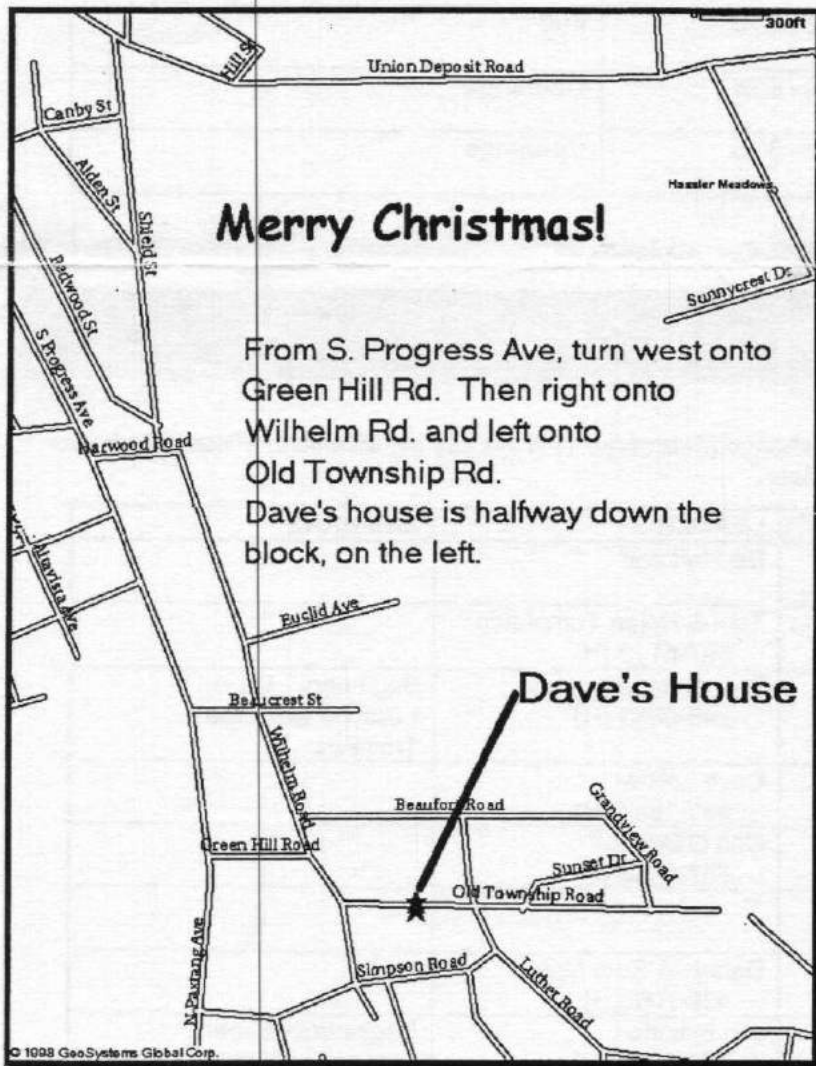 300ft
Hill St
Union Deposit Road
Canby St
Alden St
Shield St
Hassler Meadows
Merry Christmas!
Sunnycrest Dr
Padwood St
S Progress Ave
From S. Progress Ave, turn west onto
Green Hill Rd. Then right onto
Wilhelm Rd. and left onto
Old Township Rd.
Dave's house is halfway down the
block, on the left.
Harwood Road
Altavista Ave
Euclid Ave
Dave's House
Beaucrest St
Wilhelm Road
Beaufort Road
Grandview Road
Green Hill Road
Sunset Dr
Old Township Road
N Paxtang Ave
Simpson Road
Luther Road
© 1998 GeoSystems Global Corp.